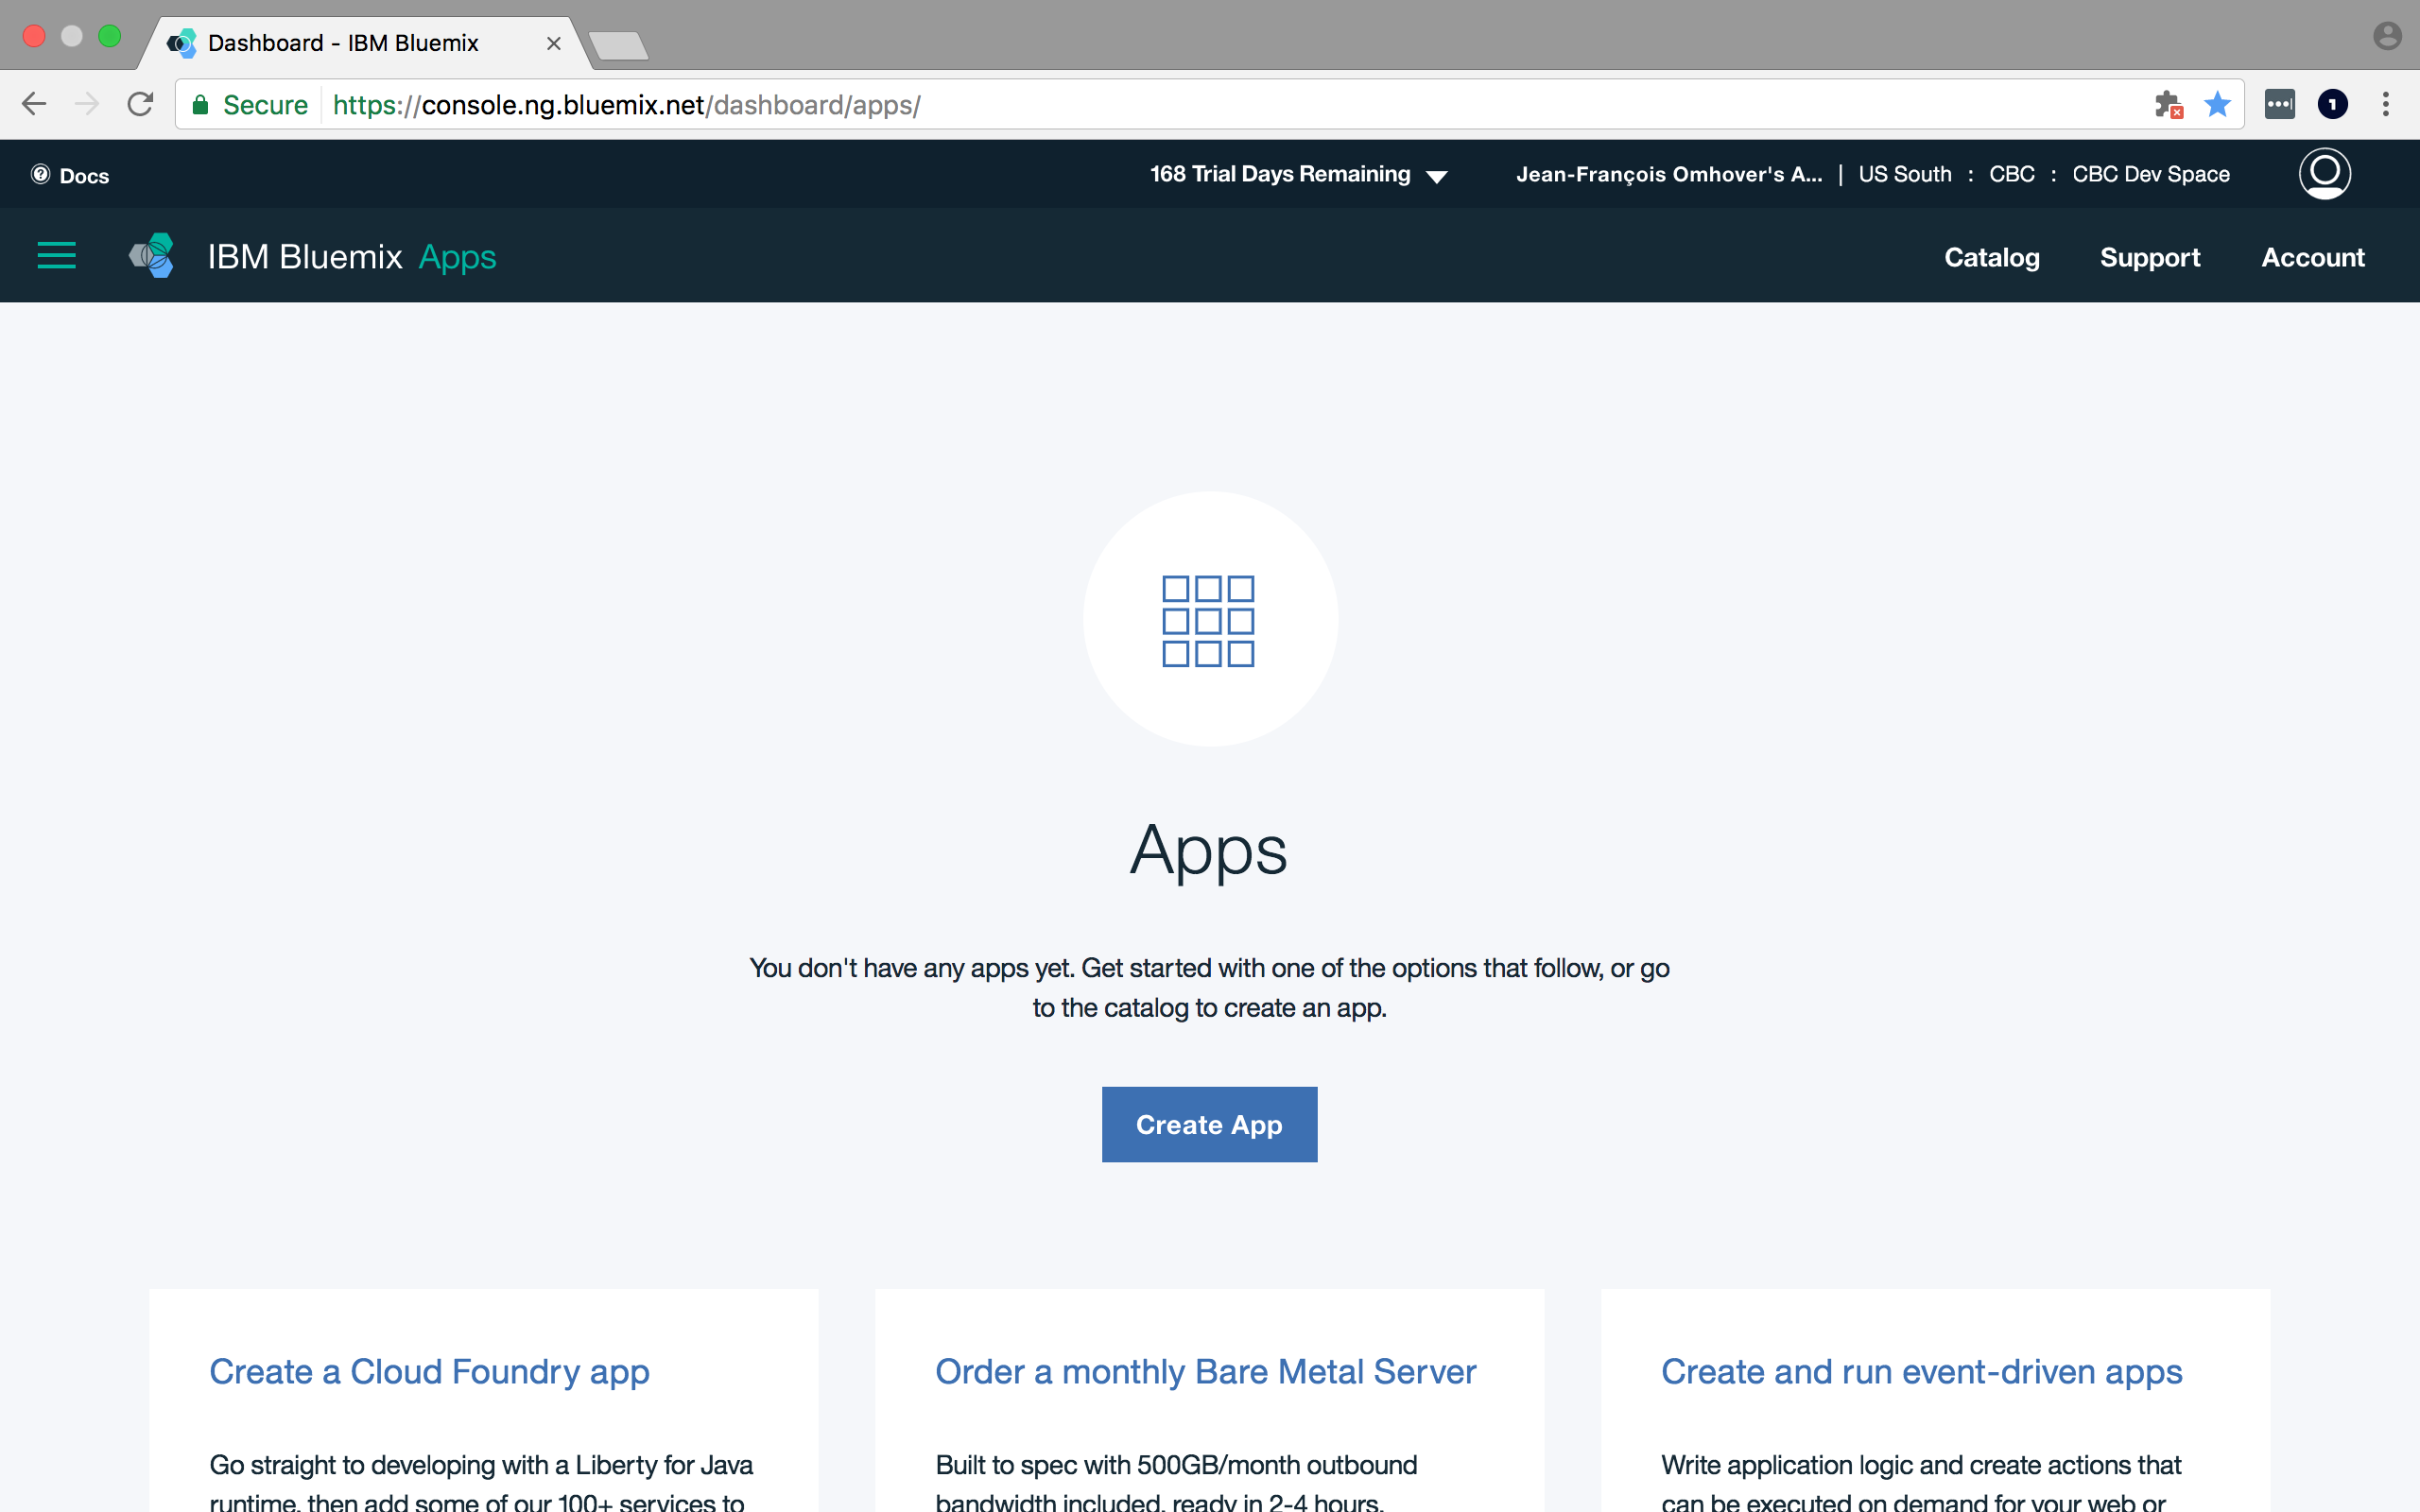 Dashboard - IBM Bluemix
Secure https://console.ng.bluemix.net/dashboard/apps/
Docs
168 Trial Days Remaining
Jean-François Omhover's A... | US South : CBC : CBC Dev Space
IBM Bluemix Apps
Catalog
Support
Account
Apps
You don't have any apps yet. Get started with one of the options that follow, or go
to the catalog to create an app.
Create App
Create a Cloud Foundry app
Go straight to developing with a Liberty for Java
runtime, then add some of our 100+ services to
Order a monthly Bare Metal Server
Built to spec with 500GB/month outbound
bandwidth included, ready in 2-4 hours.
Create and run event-driven apps
Write application logic and create actions that
can be executed on demand for your web or